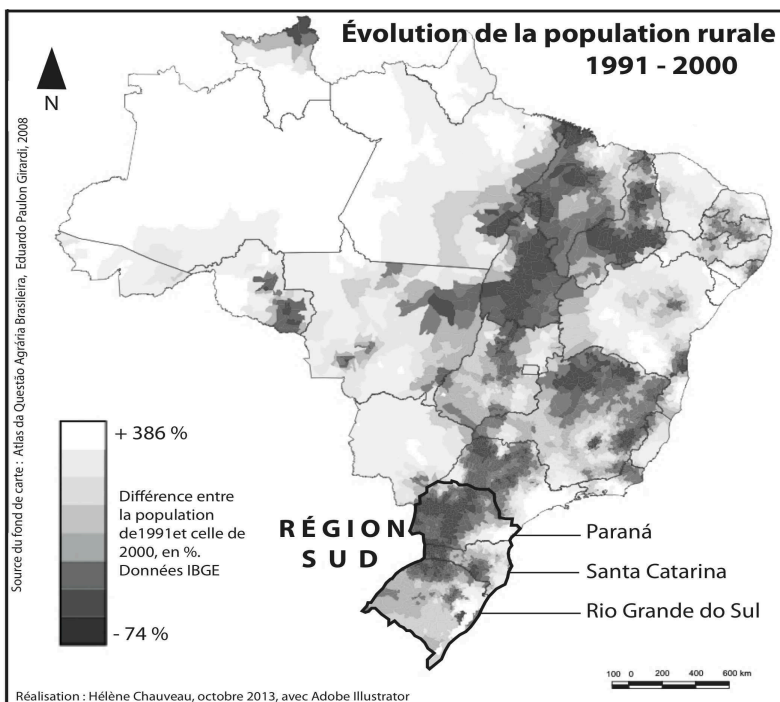 Évolution de la population rurale
1991 - 2000
N
Source du fond de carte : Atlas da Questão Agrária Brasileira, Eduardo Paulon Girardi, 2008
+ 386 %
Différence entre
la population
de1991et celle de
2000, en %.
Données IBGE
- 74 %
RÉGION
SUD
Paraná
Santa Catarina
Rio Grande do Sul
100 0 200 400 600 km
Réalisation : Hélène Chauveau, octobre 2013, avec Adobe Illustrator